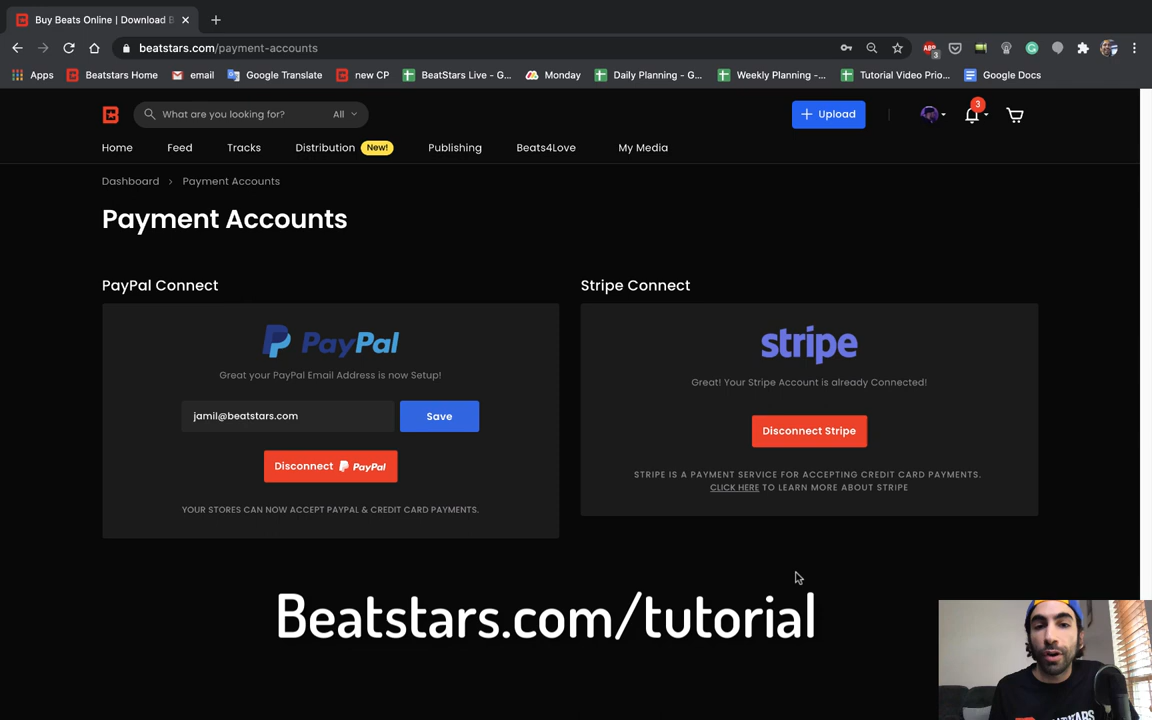 Buy Beats Online | Download B
beatstars.com/payment-accounts
ABP
3
Apps
Beatstars Home
email
Google Translate
new CP
BeatStars Live - G...
Monday
Daily Planning - G...
Weekly Planning -...
Tutorial Video Prio...
Google Docs
What are you looking for?
All
+ Upload
3
Home
Feed
Tracks
Distribution
New!
Publishing
Beats4Love
My Media
Dashboard > Payment Accounts
Payment Accounts
PayPal Connect
PayPal
Great your PayPal Email Address is now Setup!
jamil@beatstars.com
Save
Disconnect PayPal
YOUR STORES CAN NOW ACCEPT PAYPAL & CREDIT CARD PAYMENTS.
Stripe Connect
stripe
Great! Your Stripe Account is already Connected!
Disconnect Stripe
STRIPE IS A PAYMENT SERVICE FOR ACCEPTING CREDIT CARD PAYMENTS.
CLICK HERE TO LEARN MORE ABOUT STRIPE
Beatstars.com/tutorial